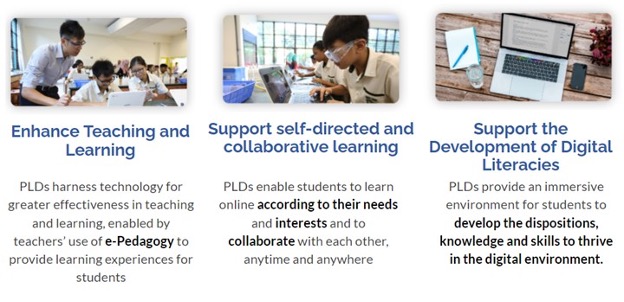 Enhance Teaching and
Learning
PLDs harness technology for
greater effectiveness in teaching
and learning, enabled by
teachers' use of e-Pedagogy to
provide learning experiences for
students
Support self-directed and
collaborative learning
PLDs enable students to learn
online according to their needs
and interests and to
collaborate with each other,
anytime and anywhere
Support the
Development of Digital
Literacies
PLDs provide an immersive
environment for students to
develop the dispositions,
knowledge and skills to thrive
in the digital environment.